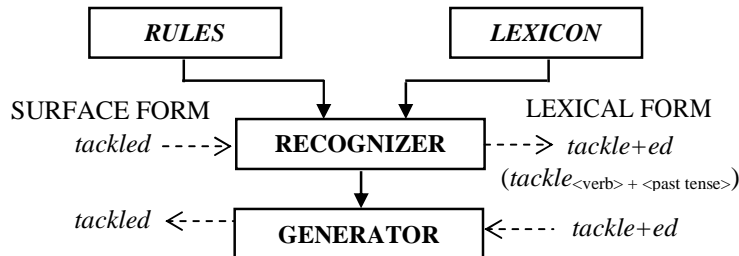 RULES LEXICON
SURFACE FORM LEXICAL FORM
tackled RECOGNIZER tackle+ed
(tackle<verb> + <past tense>)
tackled GENERATOR tackle+ed